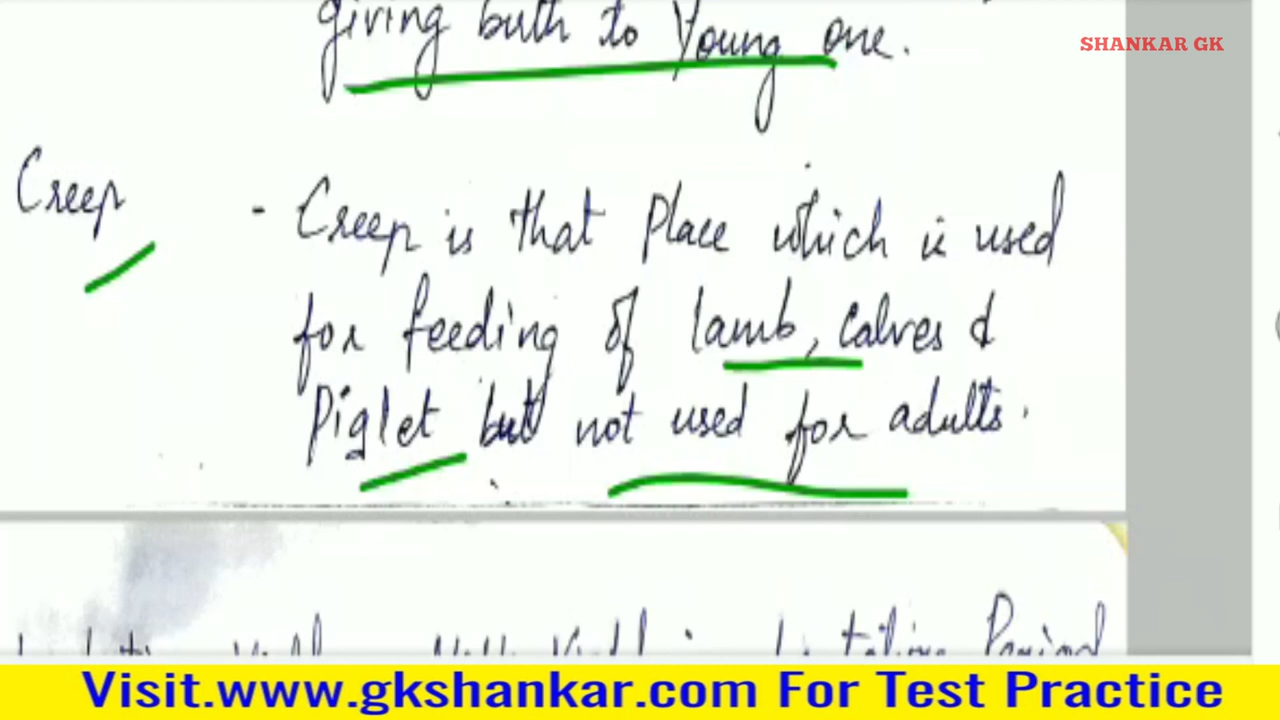 giving buth to Young one.
SHANKAR GK
Creep - Creep is that Place which is used
for feeding of lamb, Calves &
Piglet but not used for adults.
Period
Visit.www.gkshankar.com For Test Practice